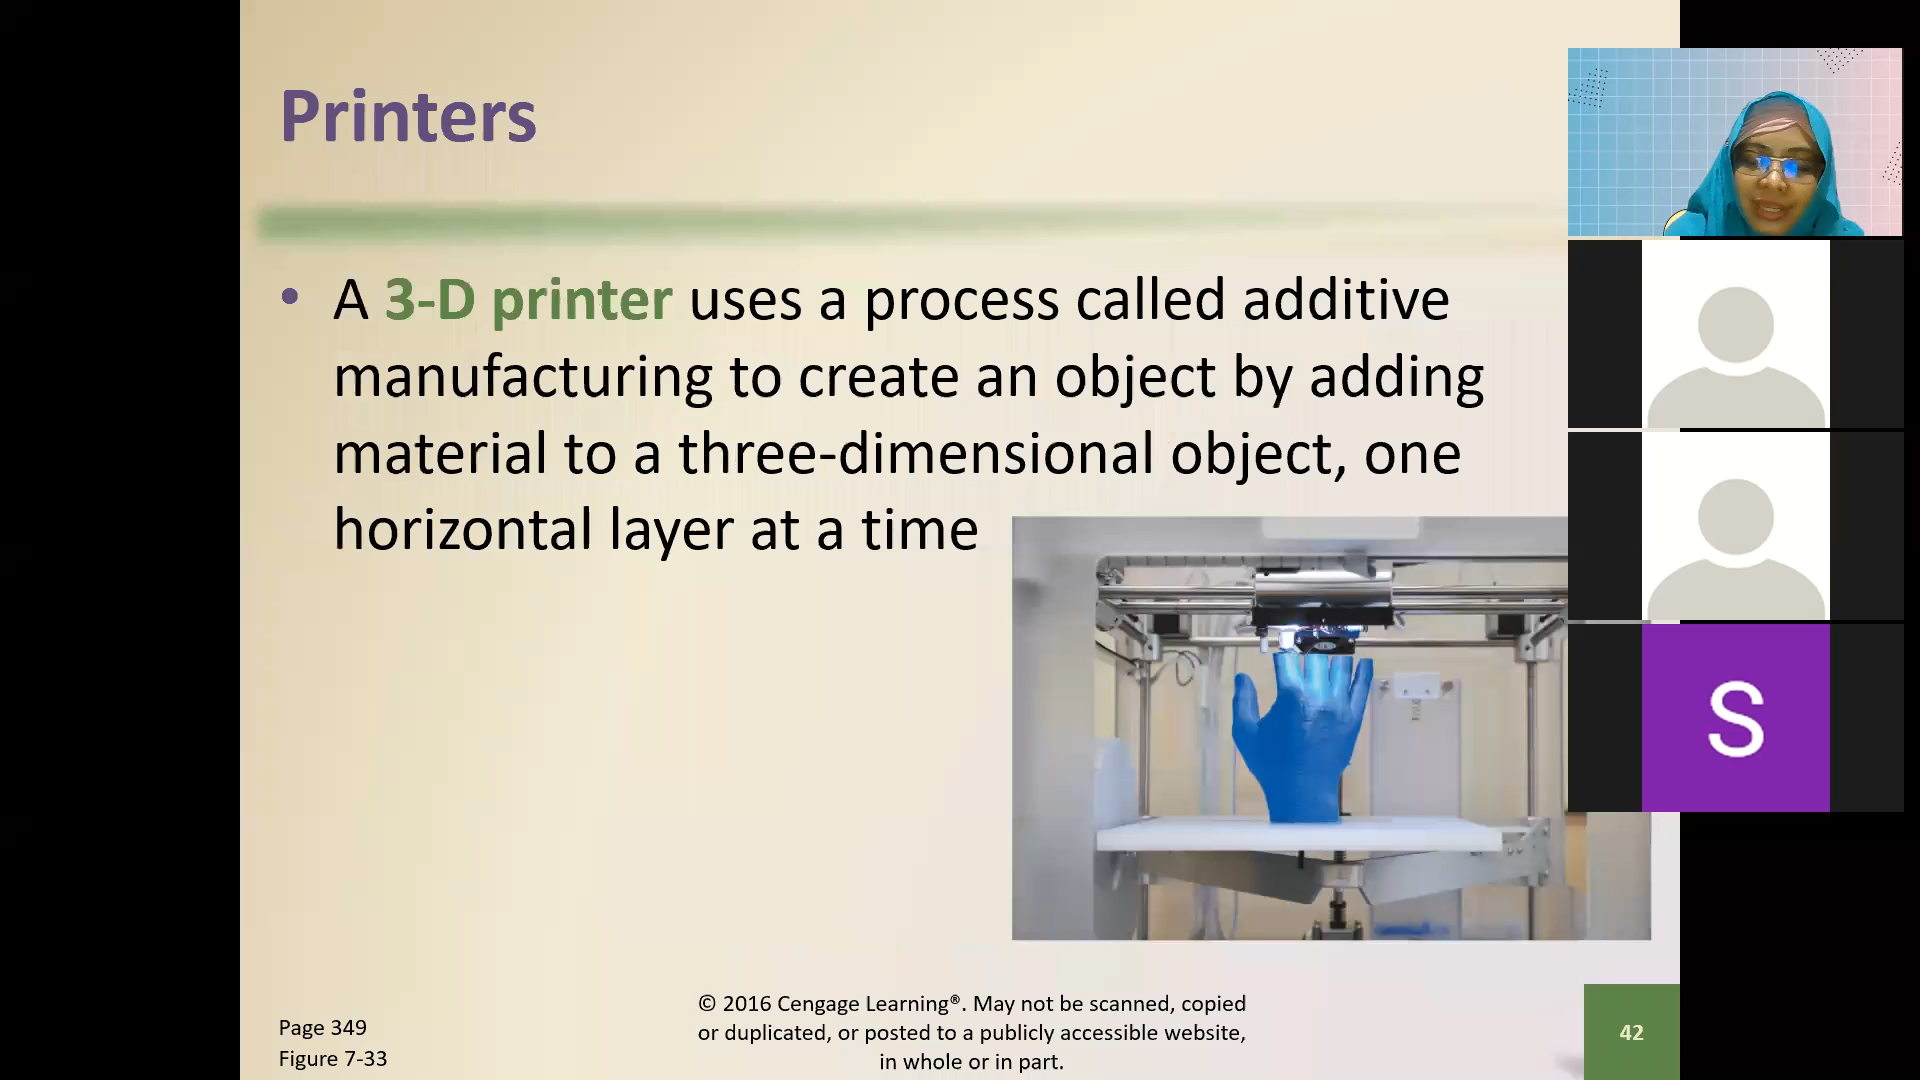 Printers
• A 3-D printer uses a process called additive
manufacturing to create an object by adding
material to a three-dimensional object, one
horizontal layer at a time
S
Page 349
Figure 7-33
© 2016 Cengage Learning®. May not be scanned, copied
or duplicated, or posted to a publicly accessible website,
in whole or in part.
42